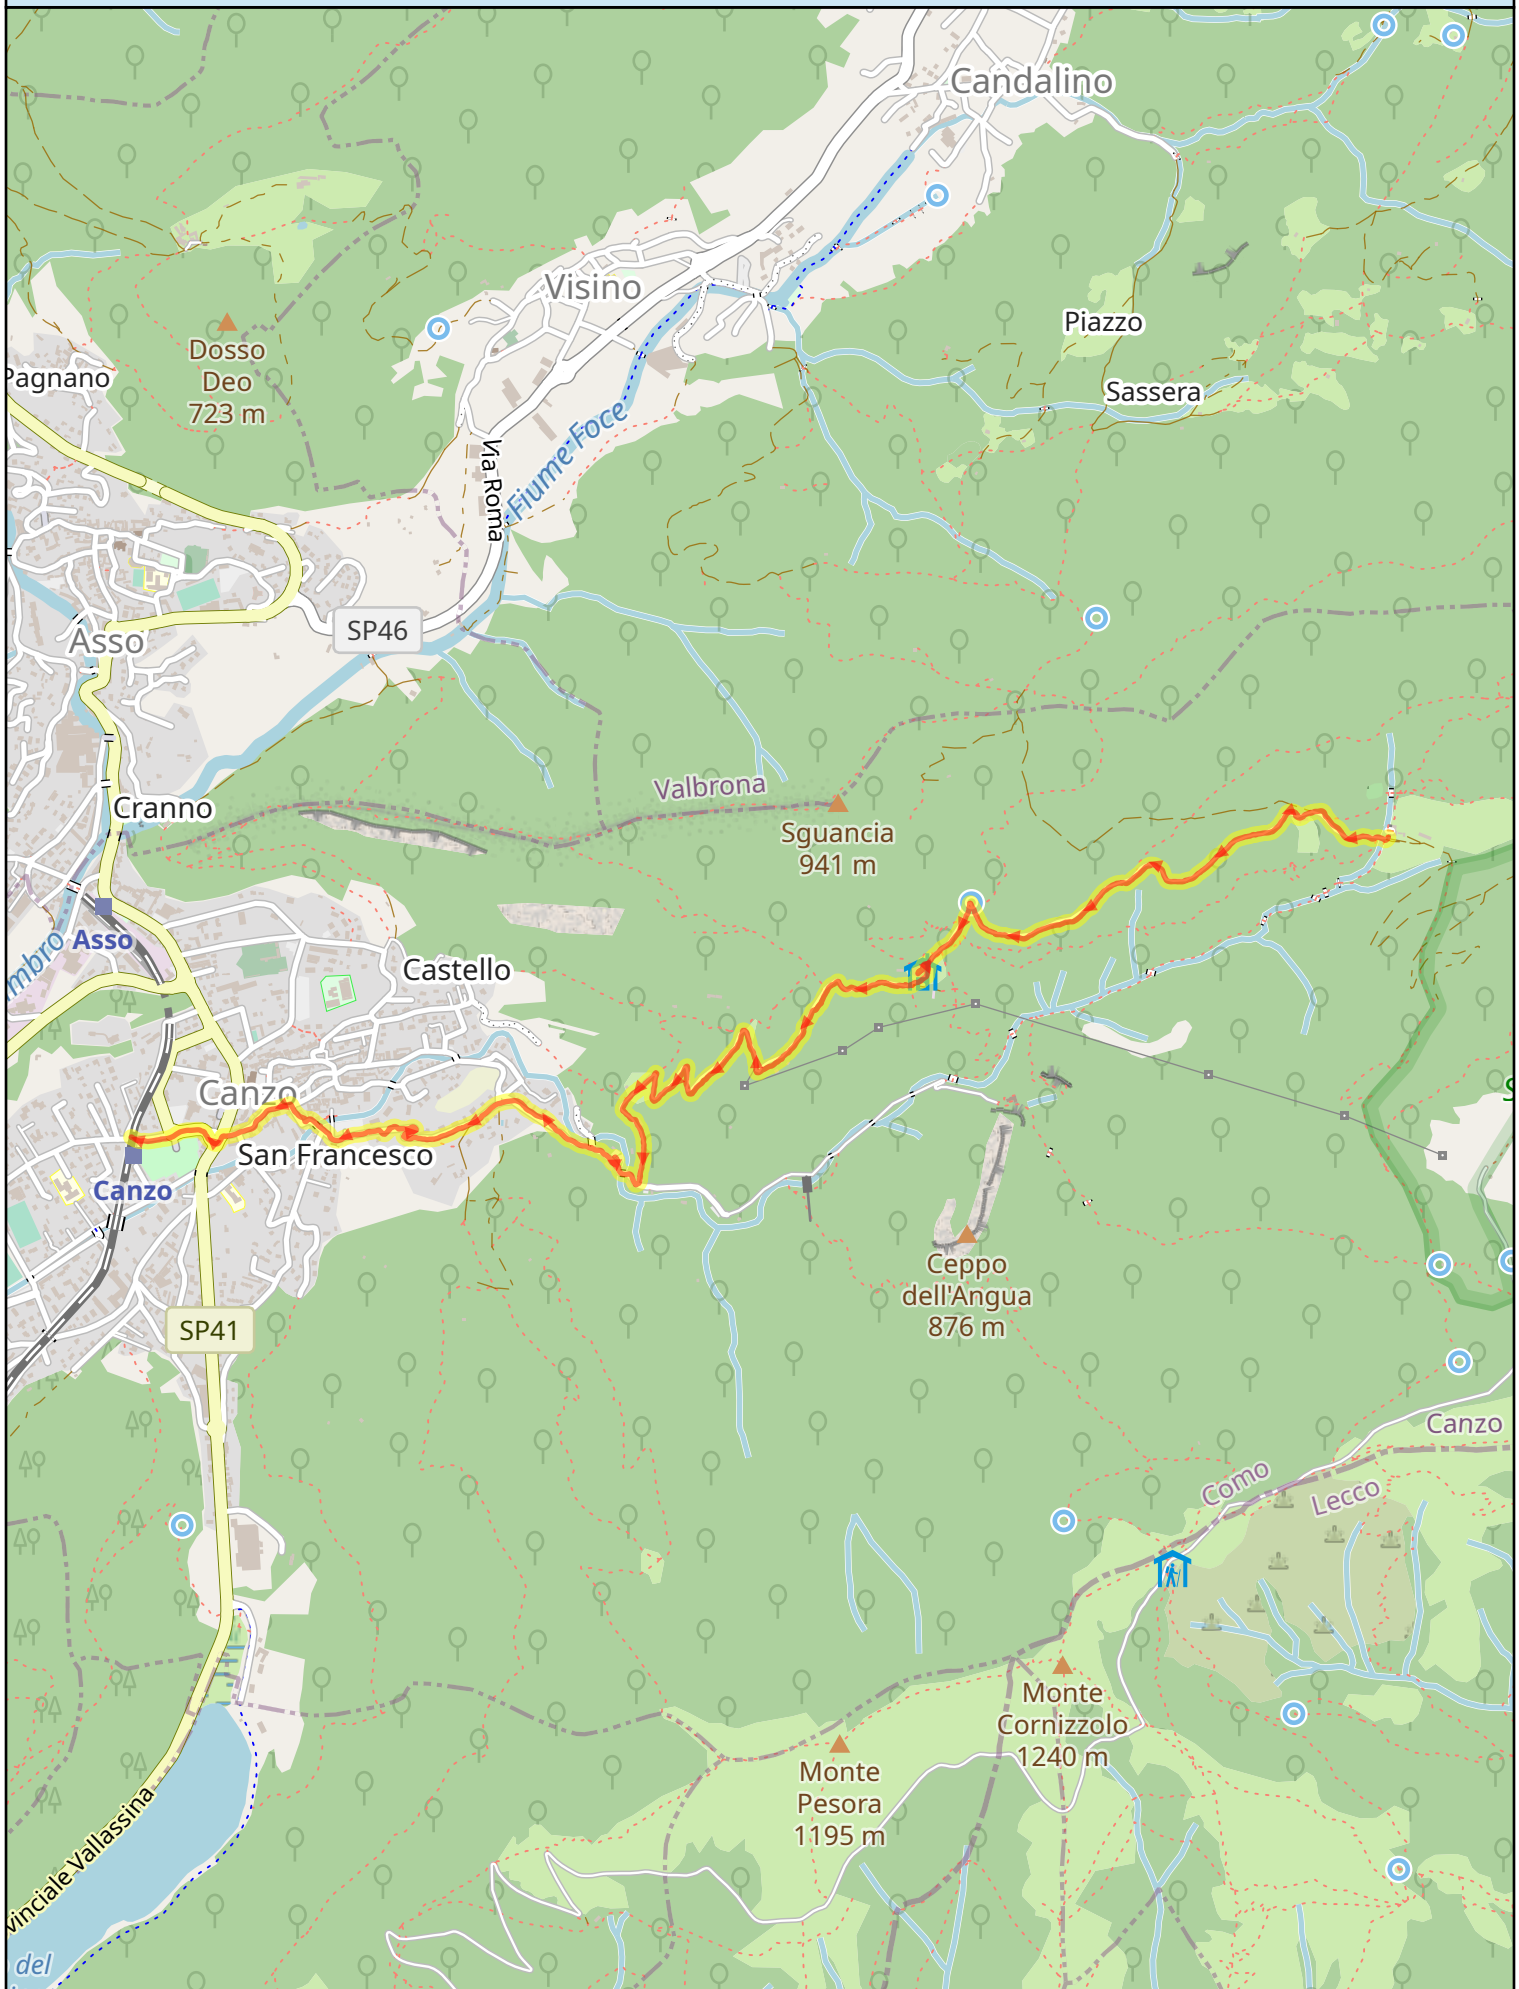 Candalino
Visino
Piazzo
Dosso
Deo
723 m
Pagnano
Sassera
Fiume Foce
Via Roma
SP46
Asso
Valbrona
Cranno
Sguancia
941 m
Asso
Castello
Canzo
San Francesco
Canzo
Ceppo
dell'Angua
876 m
SP41
Canzo
Como
Lecco
Monte
Cornizzolo
1240 m
Monte
Pesora
1195 m
vinciale Vallassina
del